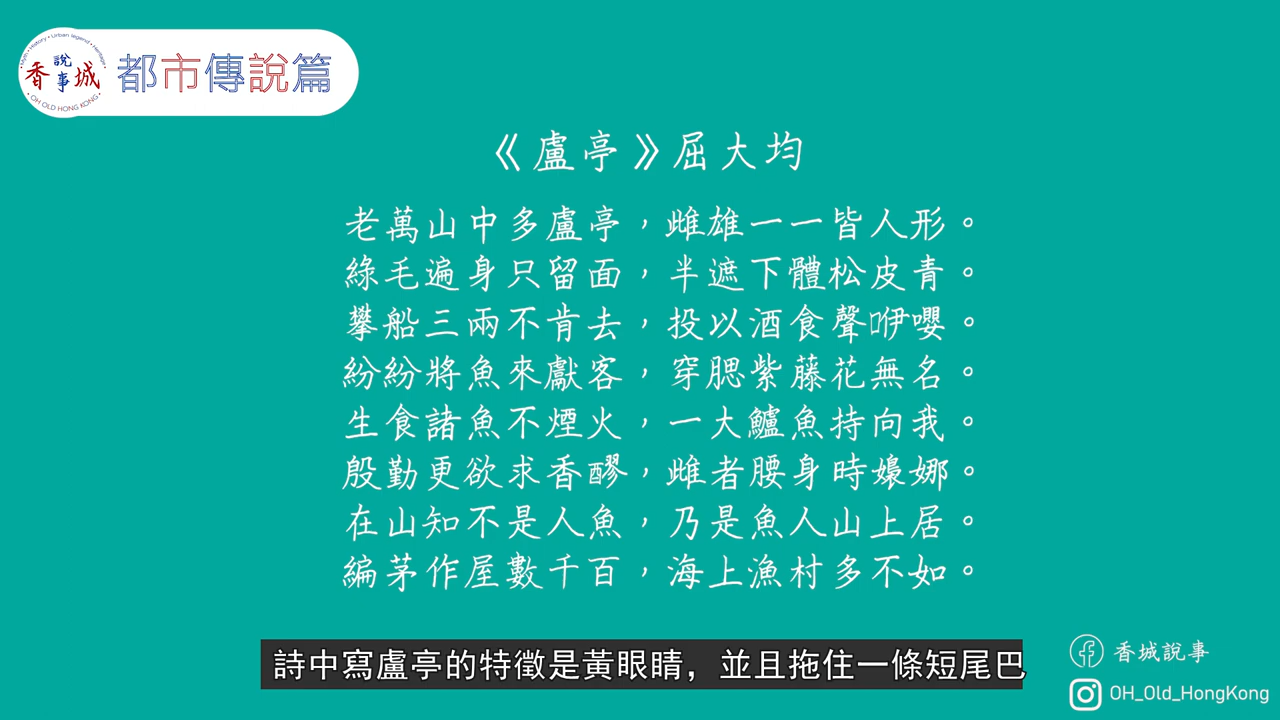 Myth • History • Urban legend • Heritage
香說事城
• OH OLD HONG KONG •
都市傳說篇
《盧亭》屈大均
老萬山中多盧亭，雌雄一一皆人形。
綠毛遍身只留面，半遮下體松皮青。
攀船三兩不肯去，投以酒食聲咿嚶。
紛紛將魚來獻客，穿腮紫藤花無名。
生食諸魚不煙火，一大鱸魚持向我。
殷勤更欲求香醪，雌者腰身時嬝娜。
在山知不是人魚，乃是魚人山上居。
編茅作屋數千百，海上漁村多不如。
詩中寫盧亭的特徵是黃眼睛，並且拖住一條短尾巴
香城說事
OH_Old_HongKong